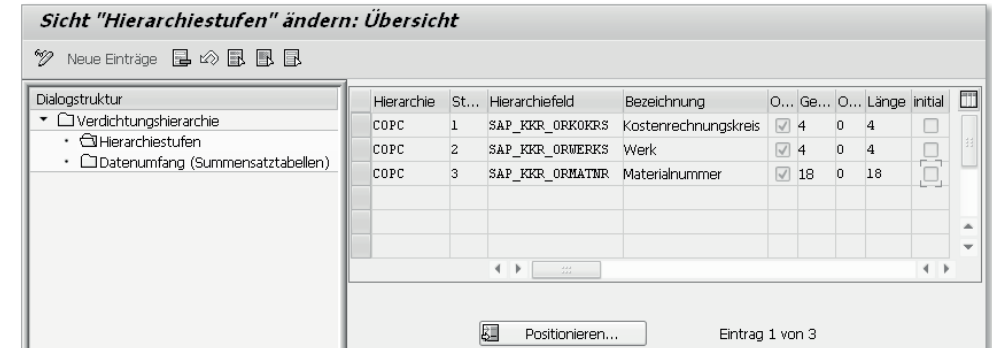 Sicht "Hierarchiestufen" ändern: Übersicht
Neue Einträge
Dialogstruktur
Verdichtungshierarchie
Hierarchiestufen
Datenumfang (Summensatztabellen)
Hierarchie St... Hierarchiefeld Bezeichnung O... Ge... O... Länge initial
COPC 1 SAP_KKR_ORKOKRS Kostenrechnungskreis 4 0 4
COPC 2 SAP_KKR_ORWERKS Werk 4 0 4
COPC 3 SAP_KKR_ORMATNR Materialnummer 18 0 18
Positionieren... Eintrag 1 von 3